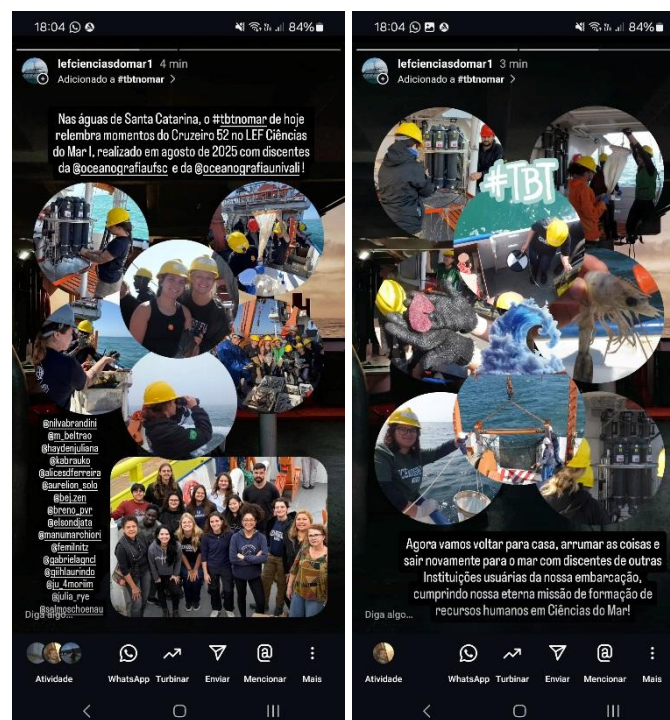 18:04
84%
lefcienciasdomar1 4 min
Adicionado a #tbtnomar >
Nas águas de Santa Catarina, o #tbtnomar de hoje
relembra momentos do Cruzeiro 52 no LEF Ciências
do Mar I, realizado em agosto de 2025 com discentes
da @oceanografiaufsc e da @oceanografiaunivali !
@nilvabrandini
@m_beltrao
@haydenjuliana
@kabrauko
@alicesdferreira
@aurelion_solo
@bej.zen
@breno_pvr
@elsondjata
@manumarchiori
@femilnitz
@gabrielagncl
@giihlaurindo
@ju_4moriim
@julia_rye
@salmoschoenau
Diga algo...
Atividade
WhatsApp
Turbinar
Enviar
Mencionar
Mais
18:04
84%
lefcienciasdomar1 3 min
Adicionado a #tbtnomar >
#TBT
Agora vamos voltar para casa, arrumar as coisas e
sair novamente para o mar com discentes de outras
Instituições usuárias da nossa embarcação,
cumprindo nossa eterna missão de formação de
recursos humanos em Ciências do Mar!
Diga algo...
Atividade
WhatsApp
Turbinar
Enviar
Mencionar
Mais